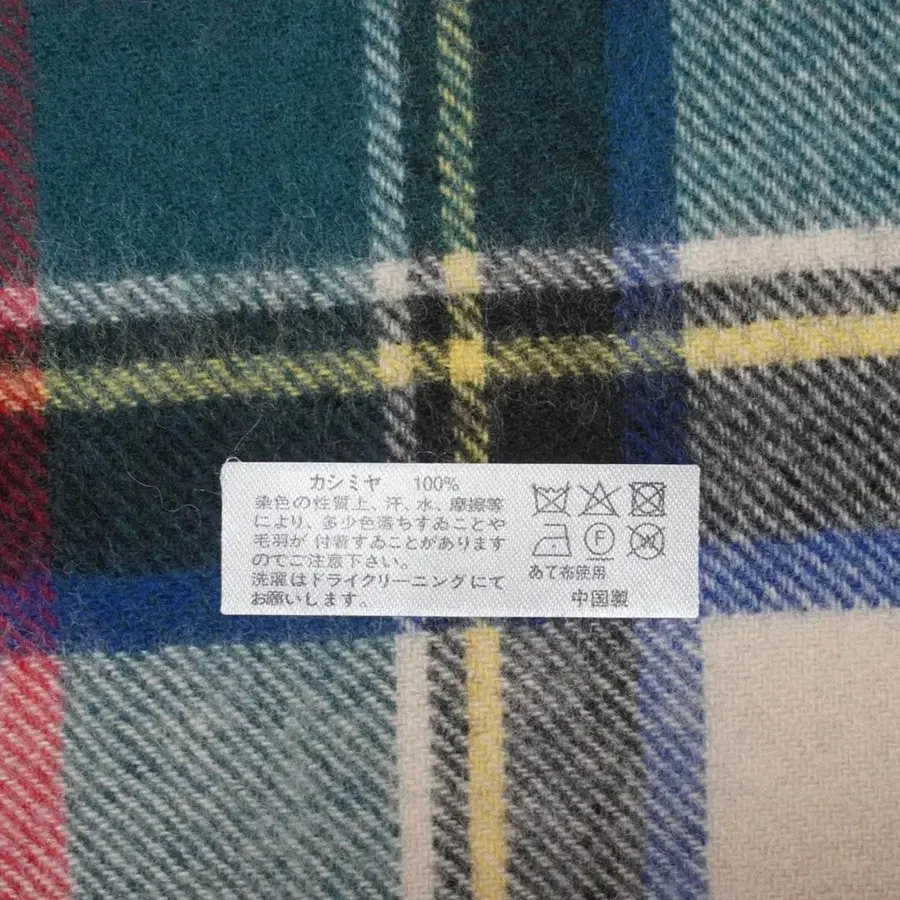 カシミヤ 100%
染色の性質上、汗、水、摩擦等
により、多少色落ちすゐことや
毛羽が 付着すゐことがあります
のでご注意下さい。
洗濯はドライクリーニングにて
お願いします。
F
W
あて布使用
中国製